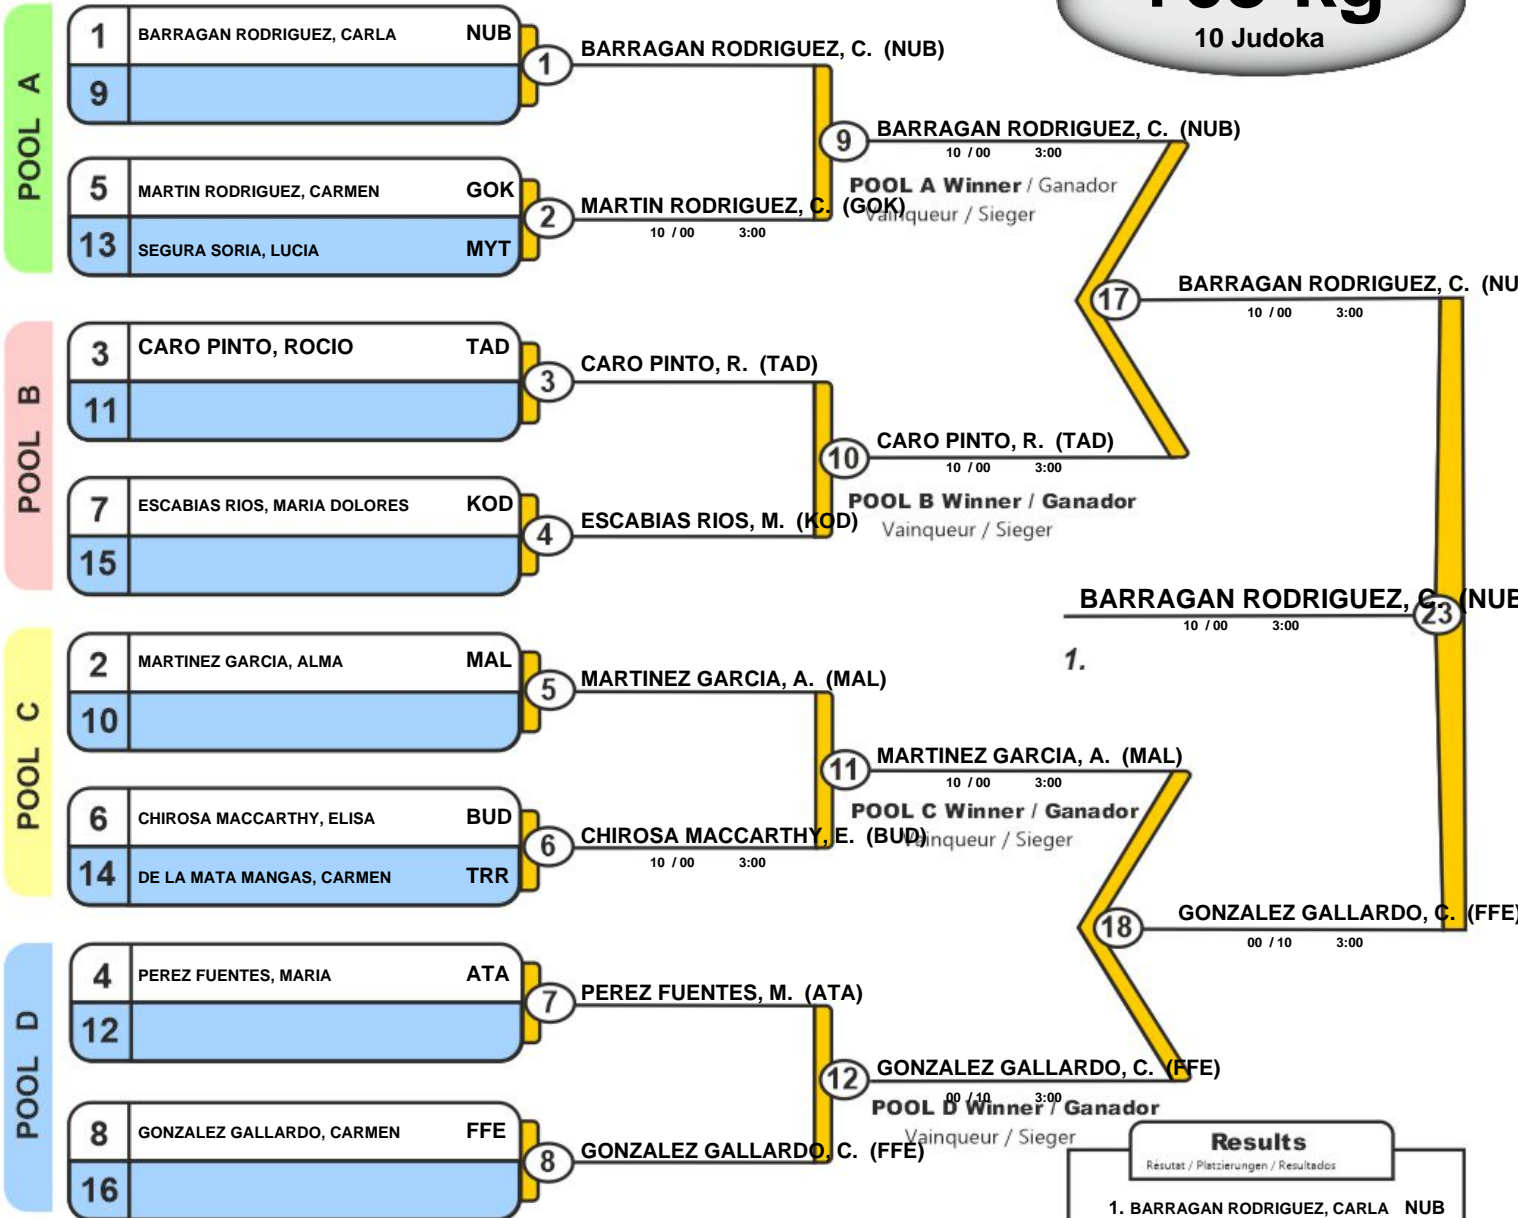 63 kg
10 Judoka
POOL A
1 BARRAGAN RODRIGUEZ, CARLA NUB
9
1 BARRAGAN RODRIGUEZ, C. (NUB)
5 MARTIN RODRIGUEZ, CARMEN GOK
13 SEGURA SORIA, LUCIA MYT
2 MARTIN RODRIGUEZ, C. (GOK)
10 / 00 3:00
9 BARRAGAN RODRIGUEZ, C. (NUB)
10 / 00 3:00
POOL A Winner / Ganador
Vainqueur / Sieger
17 BARRAGAN RODRIGUEZ, C. (NU
10 / 00 3:00
POOL B
3 CARO PINTO, ROCIO TAD
11
3 CARO PINTO, R. (TAD)
7 ESCABIAS RIOS, MARIA DOLORES KOD
15
4 ESCABIAS RIOS, M. (KOD)
10 CARO PINTO, R. (TAD)
10 / 00 3:00
POOL B Winner / Ganador
Vainqueur / Sieger
BARRAGAN RODRIGUEZ, C. (NUB
23
10 / 00 3:00
1.
POOL C
2 MARTINEZ GARCIA, ALMA MAL
10
5 MARTINEZ GARCIA, A. (MAL)
6 CHIROSA MACCARTHY, ELISA BUD
14 DE LA MATA MANGAS, CARMEN TRR
6 CHIROSA MACCARTHY, E. (BUD)
10 / 00 3:00
11 MARTINEZ GARCIA, A. (MAL)
10 / 00 3:00
POOL C Winner / Ganador
Vainqueur / Sieger
18 GONZALEZ GALLARDO, C. (FFE)
00 / 10 3:00
POOL D
4 PEREZ FUENTES, MARIA ATA
12
7 PEREZ FUENTES, M. (ATA)
8 GONZALEZ GALLARDO, CARMEN FFE
16
8 GONZALEZ GALLARDO, C. (FFE)
12 GONZALEZ GALLARDO, C. (FFE)
00 / 10 3:00
POOL D Winner / Ganador
Vainqueur / Sieger
Results
Résutat / Platzierungen / Resultados
1. BARRAGAN RODRIGUEZ, CARLA NUB